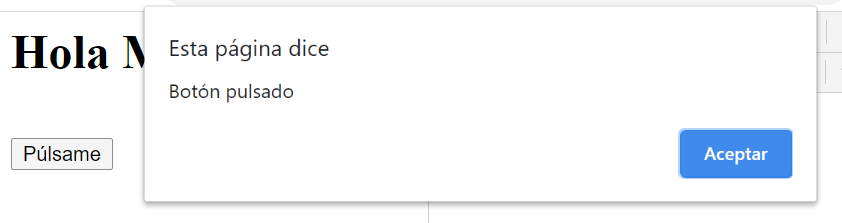 Hola M
Púlsame
Esta página dice
Botón pulsado
Aceptar